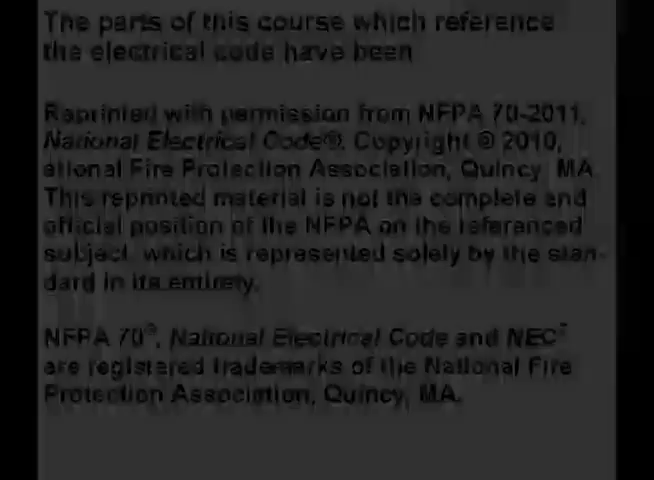 The parts of this course which reference
the electrical code have been
Reprinted with permission from NFPA 70-2011,
National Electrical Code®, Copyright © 2010,
ational Fire Protection Association, Quincy, MA.
This reprinted material is not the complete and
official position of the NFPA on the referenced
subject, which is represented solely by the stan-
dard in its entirety.
NFPA 70®, National Electrical Code and NEC®
are registered trademarks of the National Fire
Protection Association, Quincy, MA.